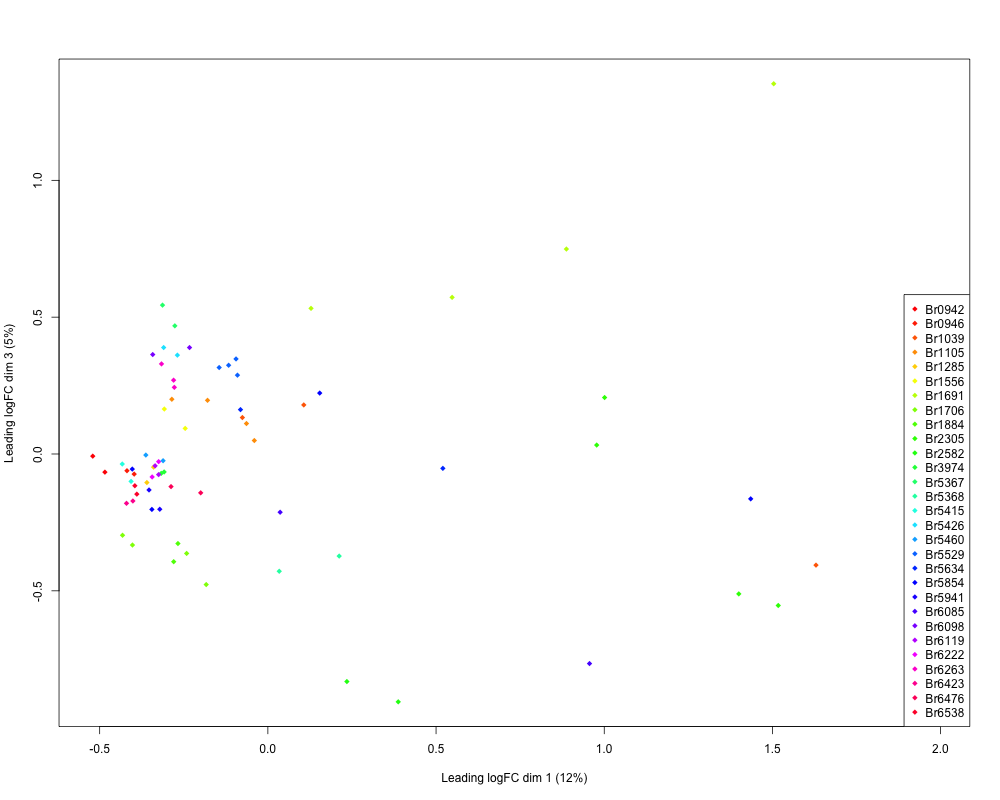 1.0
0.5
0.0
-0.5
Leading logFC dim 3 (5%)
Br0942
Br0946
Br1039
Br1105
Br1285
Br1556
Br1691
Br1706
Br1884
Br2305
Br2582
Br3974
Br5367
Br5368
Br5415
Br5426
Br5460
Br5529
Br5634
Br5854
Br5941
Br6085
Br6098
Br6119
Br6222
Br6263
Br6423
Br6476
Br6538
-0.5 0.0 0.5 1.0 1.5 2.0
Leading logFC dim 1 (12%)